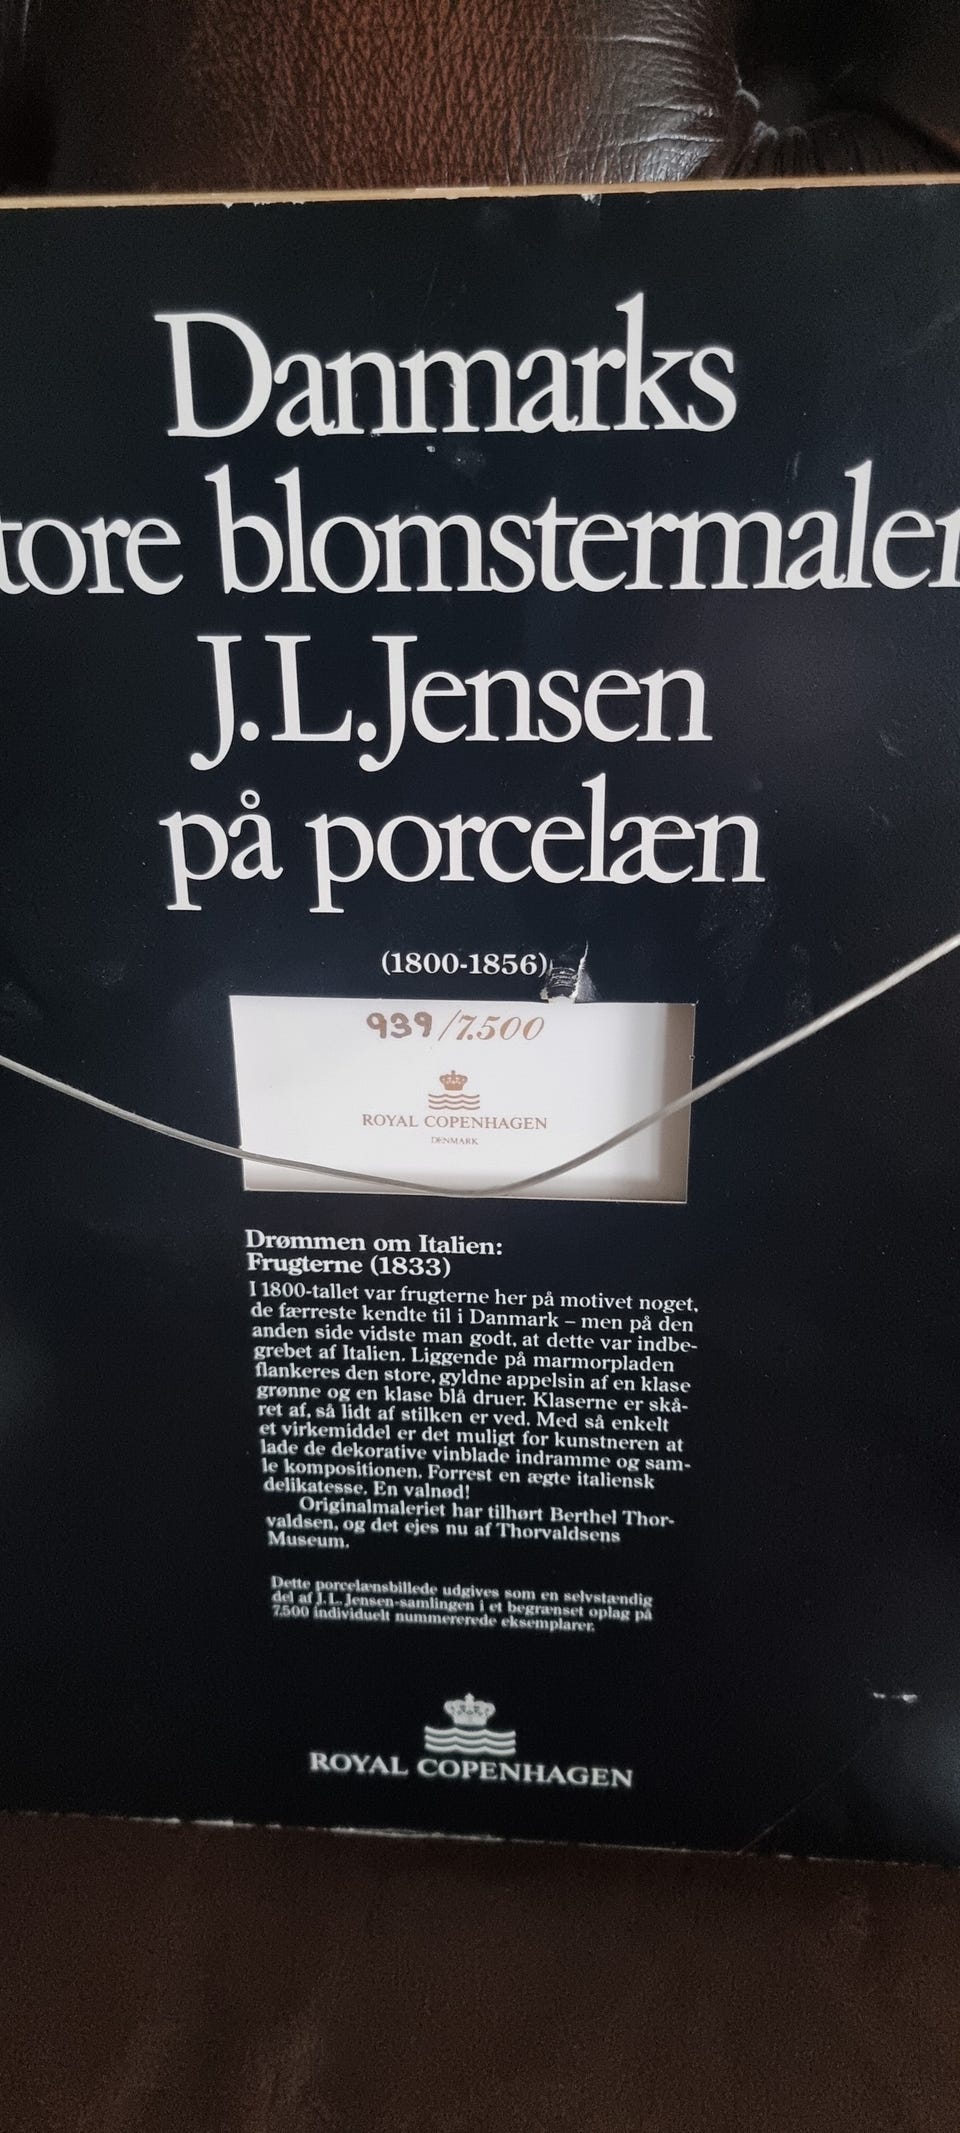 Danmarks
tore blomstermaler
J.L.Jensen
på porcelæn
(1800-1856)
939/7.500
ROYAL COPENHAGEN
DENMARK
Drømmen om Italien:
Frugterne (1833)
I 1800-tallet var frugterne her på motivet noget,
de færreste kendte til i Danmark – men på den
anden side vidste man godt, at dette var indbe-
grebet af Italien. Liggende på marmorpladen
flankeres den store, gyldne appelsin af en klase
grønne og en klase blå druer. Klaserne er skå-
ret af, så lidt af stilken er ved. Med så enkelt
et virkemiddel er det muligt for kunstneren at
lade de dekorative vinblade indramme og sam-
le kompositionen. Forrest en ægte italiensk
delikatesse. En valnød!
Originalmaleriet har tilhørt Berthel Thor-
valdsen, og det ejes nu af Thorvaldsens
Museum.
Dette porcelænsbillede udgives som en selvstændig
del af J.L. Jensen-samlingen i et begrænset oplag på
7.500 individuelt nummererede eksemplarer.
ROYAL COPENHAGEN